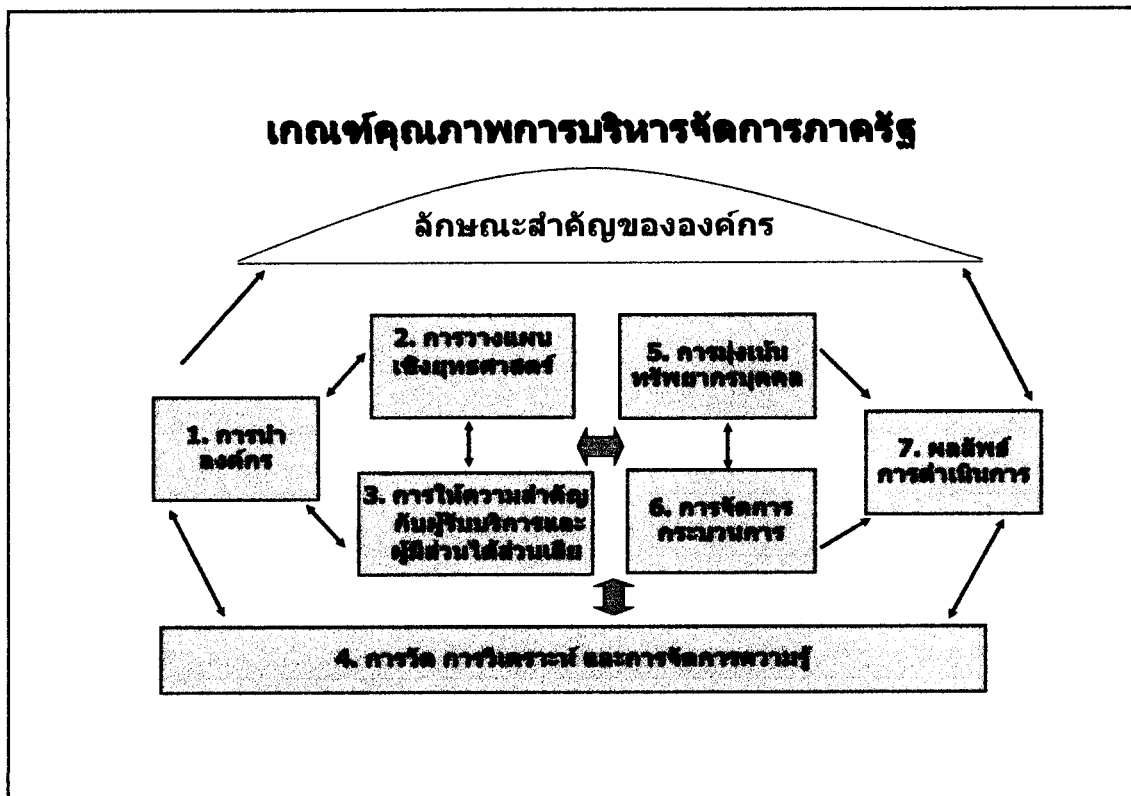 เกณฑ์คุณภาพการบริหารจัดการภาครัฐ
ลักษณะสำคัญขององค์กร
2. การวางแผน
เชิงยุทธศาสตร์
5. การมุ่งเน้น
ทรัพยากรบุคคล
1. การนำ
องค์กร
7. ผลลัพธ์
การดำเนินการ
3. การให้ความสำคัญ
กับผู้รับบริการและ
ผู้มีส่วนได้ส่วนเสีย
6. การจัดการ
กระบวนการ
4. การวัด การวิเคราะห์ และการจัดการความรู้